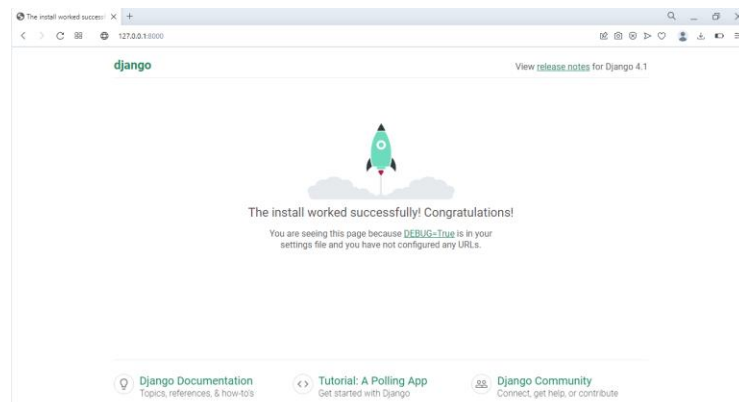 The install worked success
127.0.0.1:8000
django
View release notes for Django 4.1
The install worked successfully! Congratulations!
You are seeing this page because DEBUG=True is in your
settings file and you have not configured any URLs.
Django Documentation
Topics, references, & how-to's
Tutorial: A Polling App
Get started with Django
Django Community
Connect, get help, or contribute